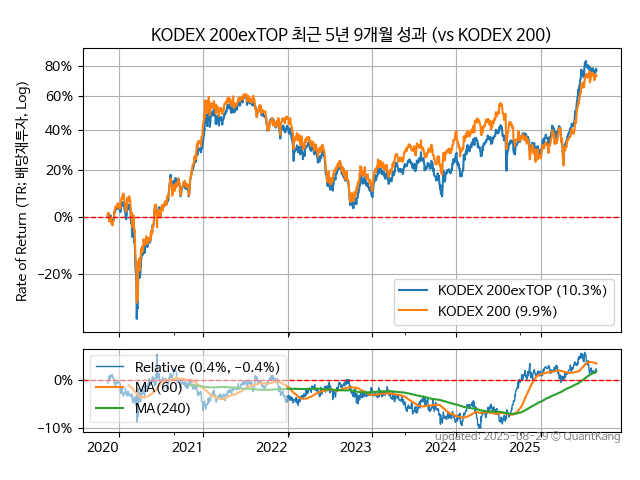 KODEX 200exTOP 최근 5년 9개월 성과 (vs KODEX 200)
Rate of Return (TR: 배당재투자, Log)
80%
60%
40%
20%
0%
−20%
KODEX 200exTOP (10.3%)
KODEX 200 (9.9%)
0%
−10%
Relative (0.4%, −0.4%)
MA(60)
MA(240)
2020 2021 2022 2023 2024 2025
updated: 2025-08-29 © QuantKang